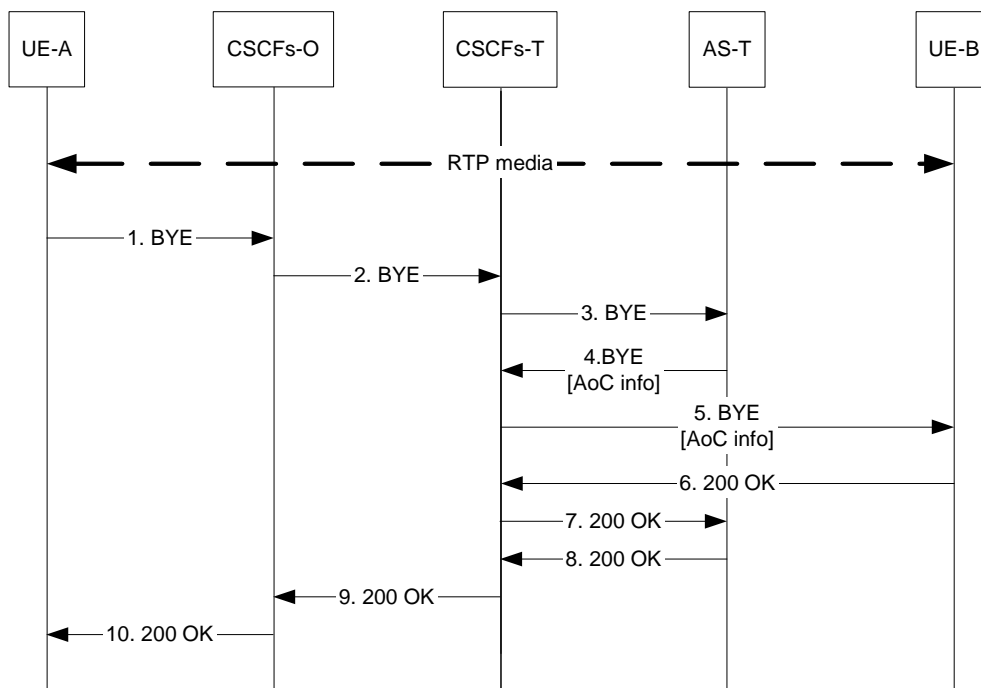 UE-A
CSCFs-O
CSCFs-T
AS-T
UE-B
RTP media
1. BYE
2. BYE
3. BYE
4.BYE
[AoC info]
5. BYE
[AoC info]
6. 200 OK
7. 200 OK
8. 200 OK
9. 200 OK
10. 200 OK